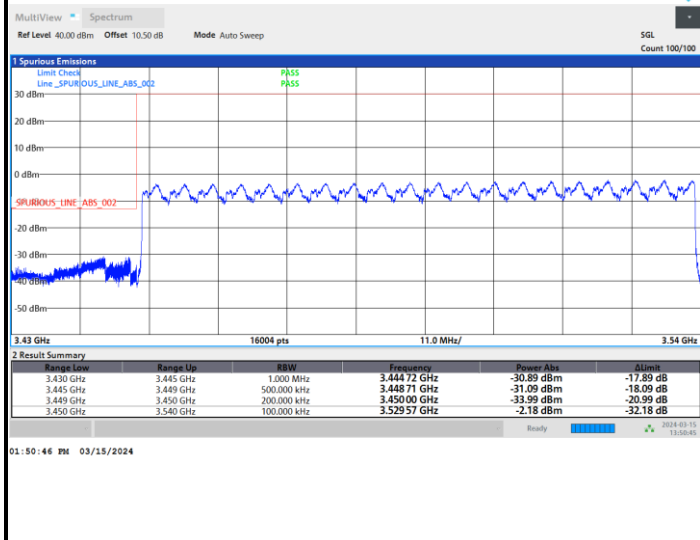 MultiView Spectrum
Ref Level 40.00 dBm Offset 10.50 dB Mode Auto Sweep SGL
Count 100/100
1 Spurious Emissions
Limit Check PASS
Line _SPURIOUS_LINE_ABS_002 PASS
30 dBm
20 dBm
10 dBm
0 dBm
_SPURIOUS_LINE_ABS_002
-20 dBm
-30 dBm
-40 dBm
-50 dBm
3.43 GHz 16004 pts 11.0 MHz/ 3.54 GHz
2 Result Summary
Range Low Range Up RBW Frequency Power Abs ΔLimit
3.430 GHz 3.445 GHz 1.000 MHz 3.444 72 GHz -30.89 dBm -17.89 dB
3.445 GHz 3.449 GHz 500.000 kHz 3.448 71 GHz -31.09 dBm -18.09 dB
3.449 GHz 3.450 GHz 200.000 kHz 3.450 00 GHz -33.99 dBm -20.99 dB
3.450 GHz 3.540 GHz 100.000 kHz 3.529 57 GHz -2.18 dBm -32.18 dB
Ready 2024-03-15
13:50:45
01:50:46 PM 03/15/2024